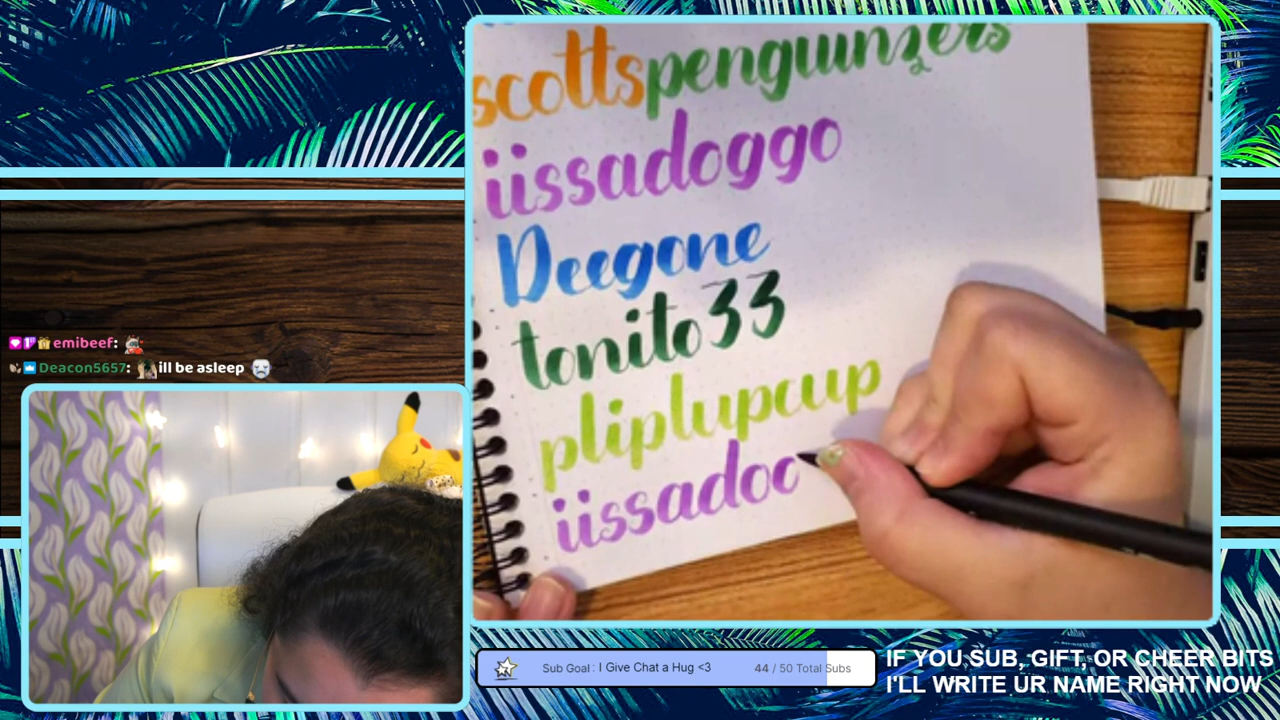 scottspenguinzers
iissadoggo
Deegone
tonito33
pliplupcup
iissadoc
emibeef:
Deacon5657: ill be asleep
Sub Goal: I Give Chat a Hug <3 44 / 50 Total Subs
IF YOU SUB, GIFT, OR CHEER BITS
I'LL WRITE UR NAME RIGHT NOW